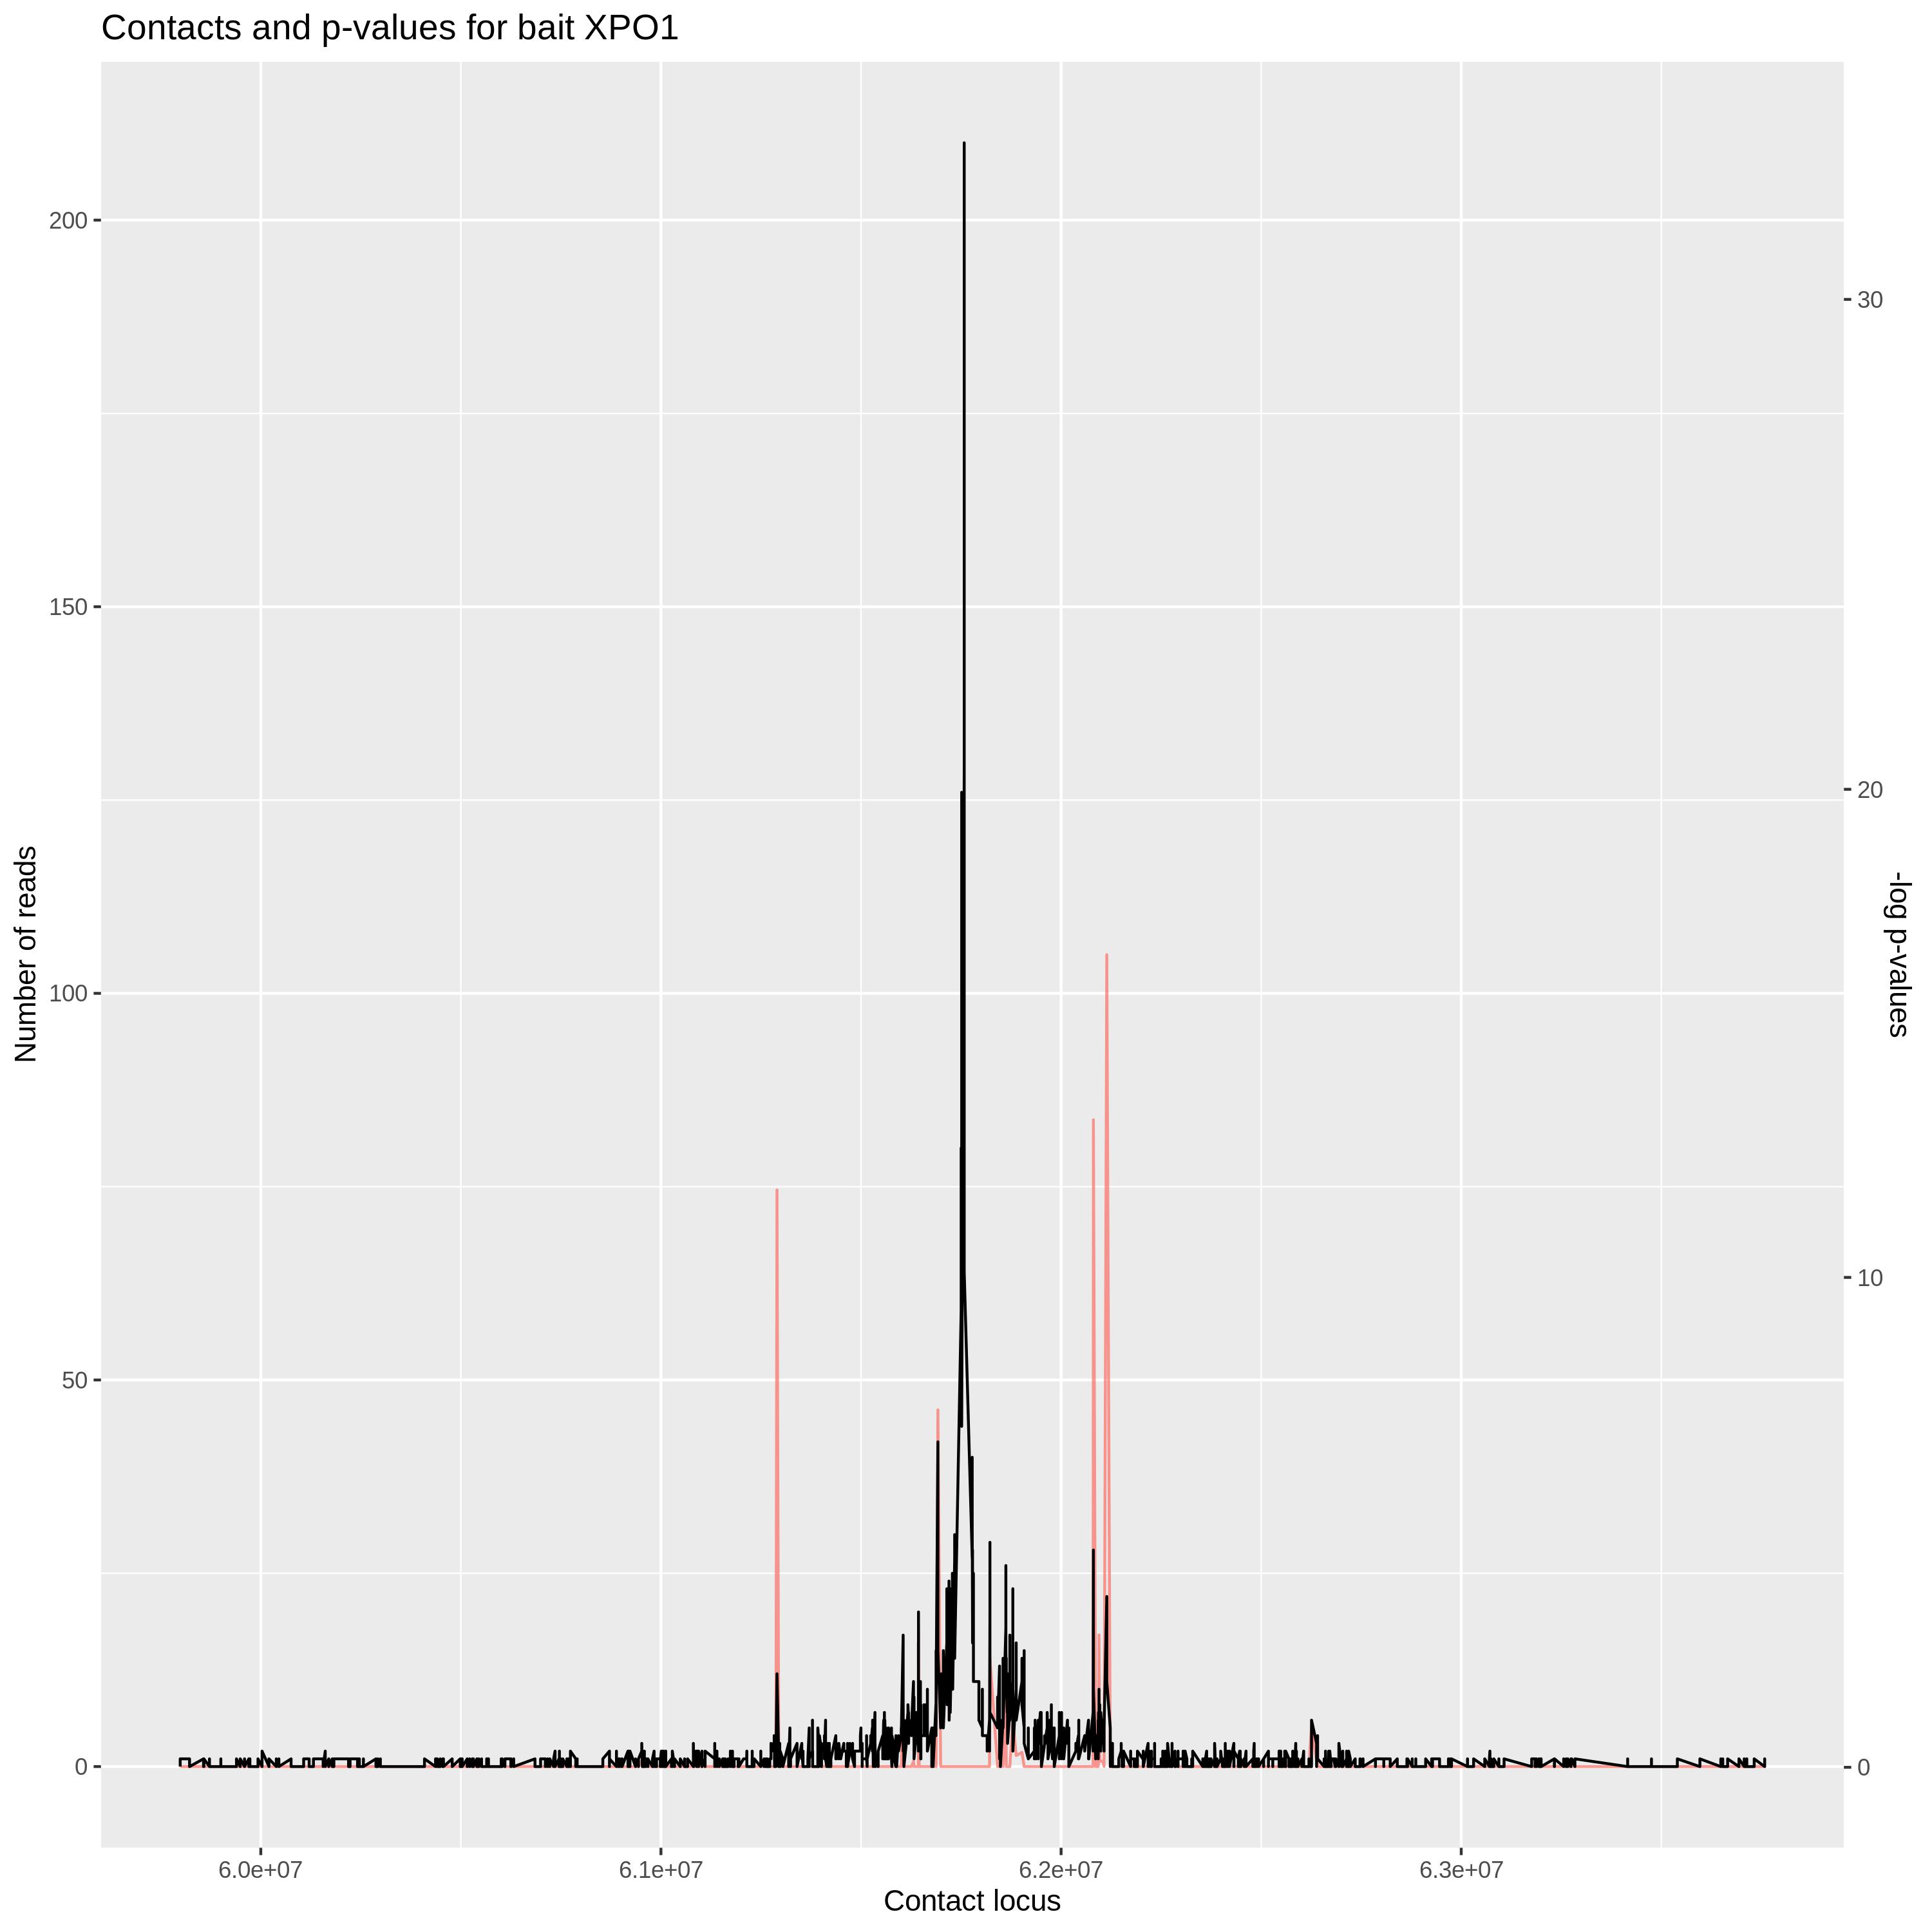 Contacts and p-values for bait XPO1
200
150
100
50
0
Number of reads
30
20
10
0
-log p-values
6.0e+07
6.1e+07
6.2e+07
6.3e+07
Contact locus